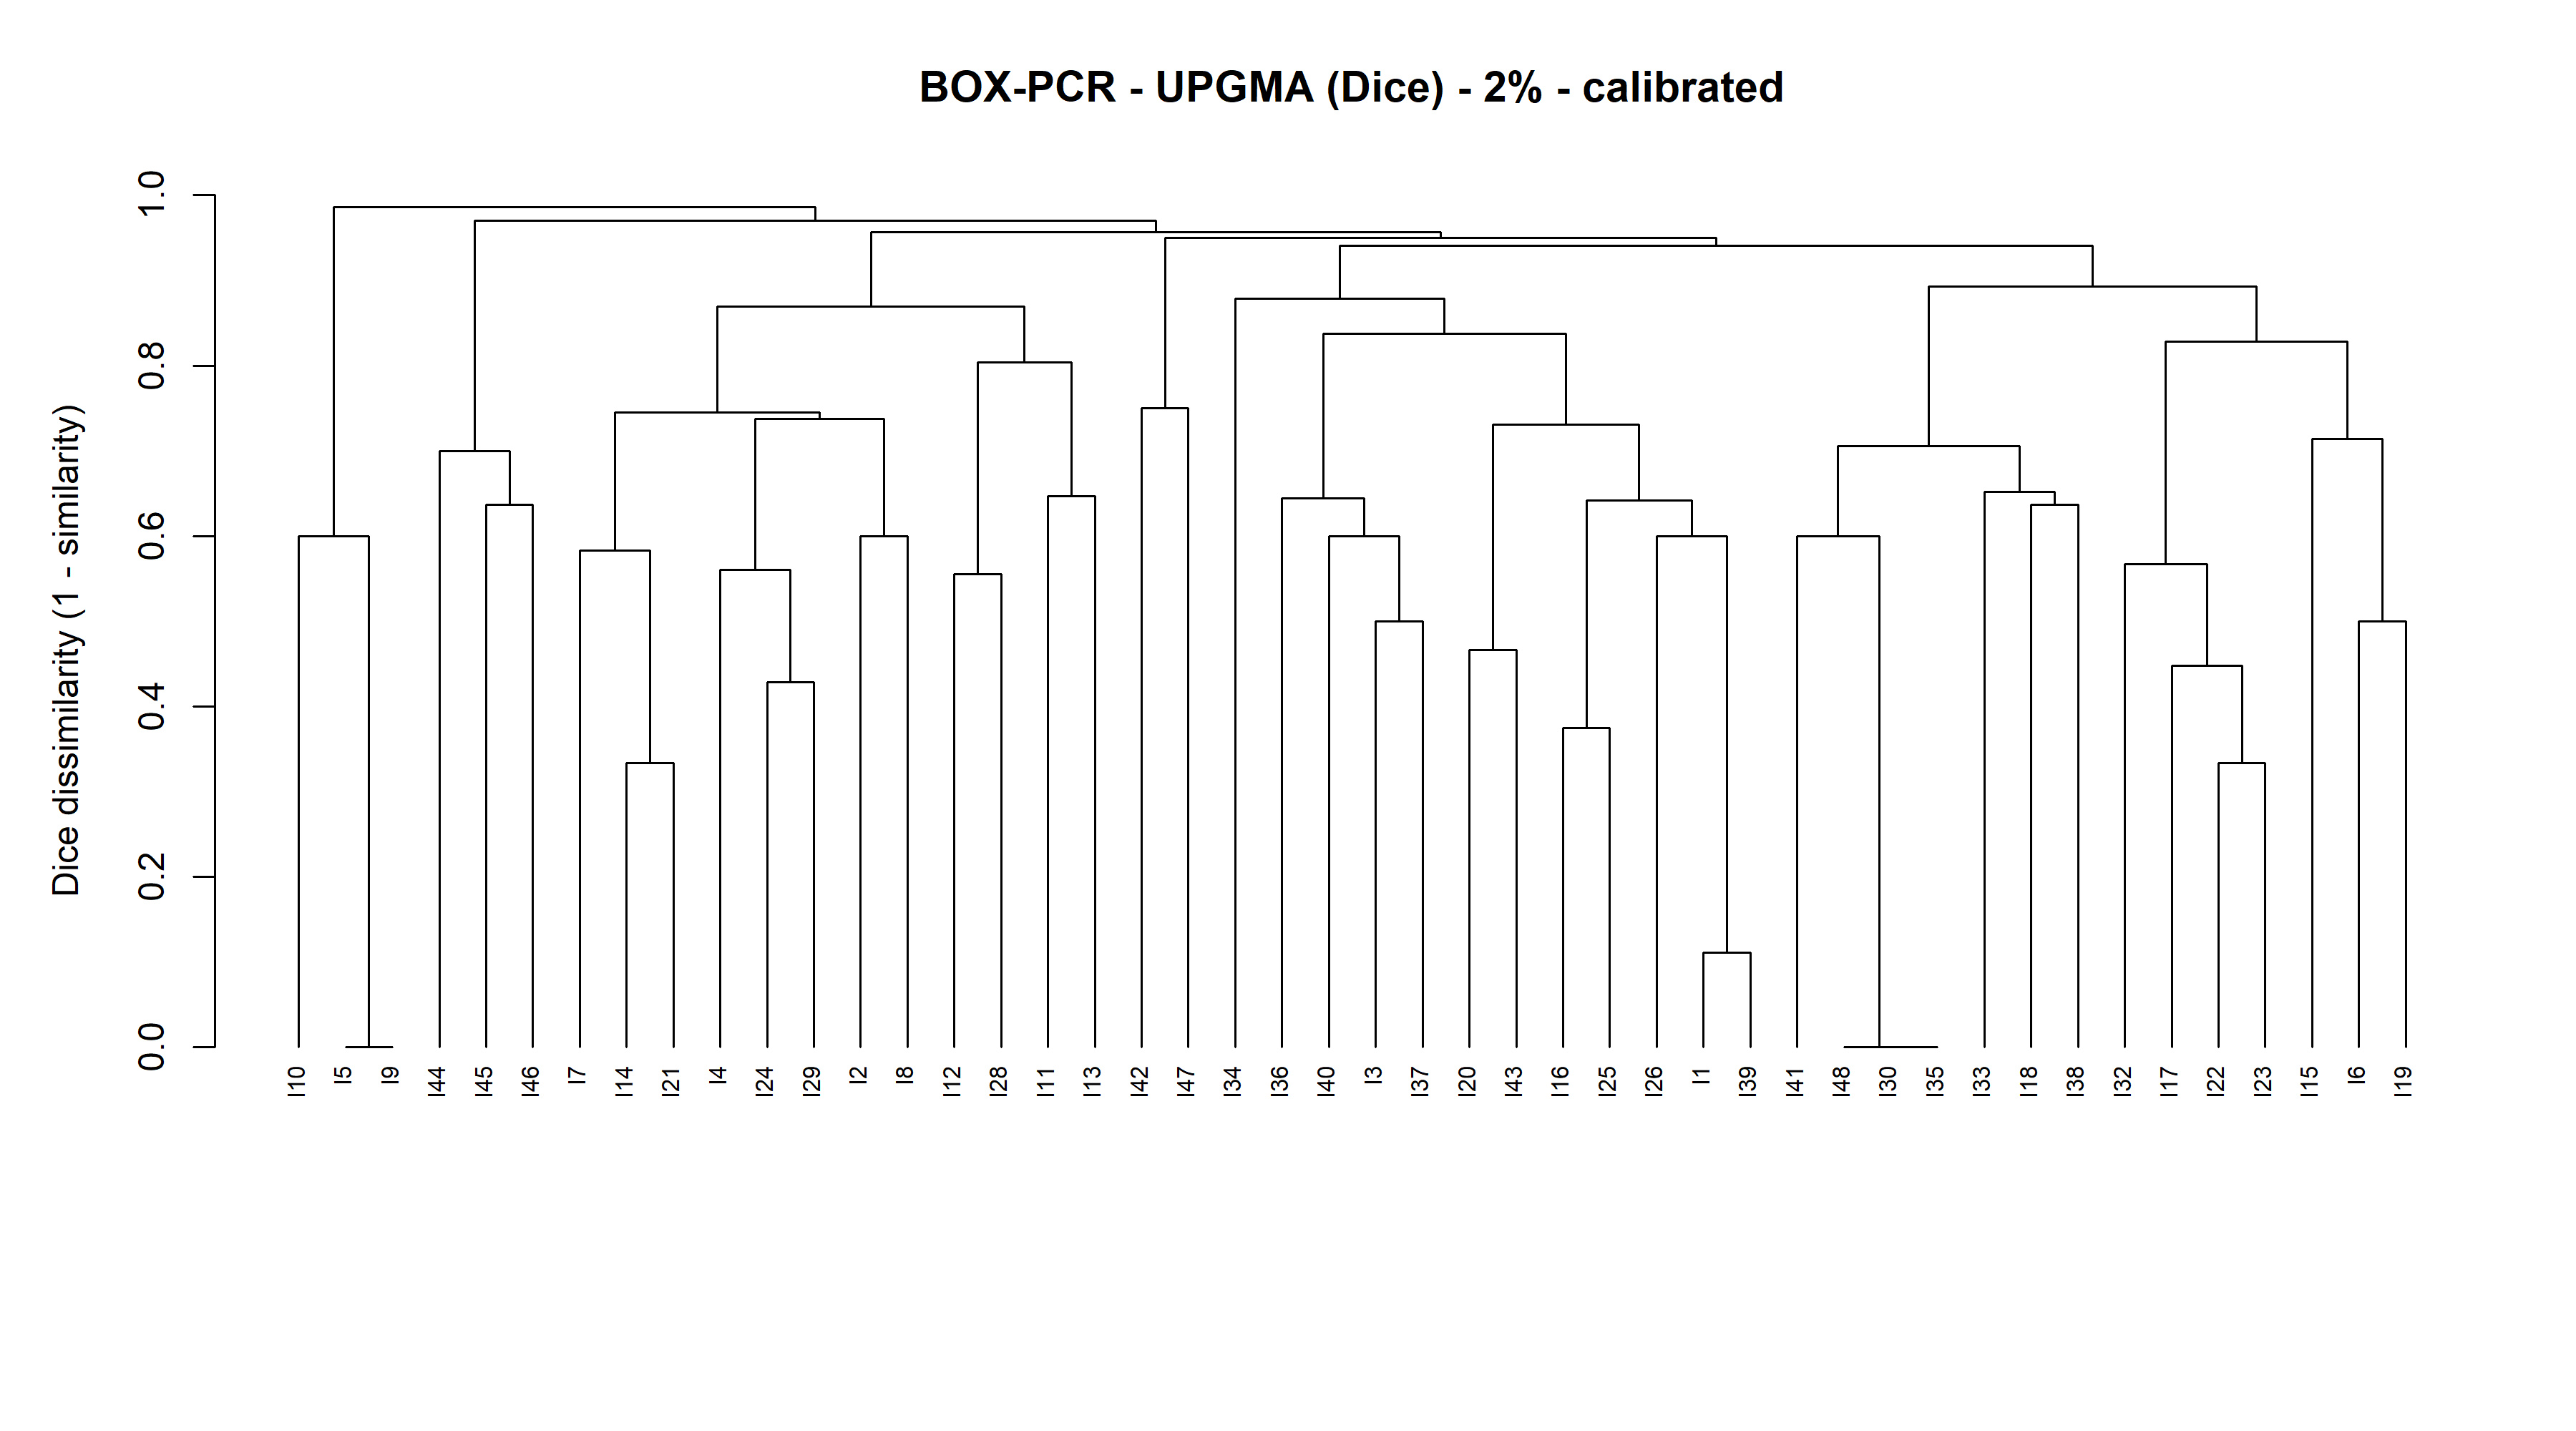 BOX-PCR - UPGMA (Dice) - 2% - calibrated
Dice dissimilarity (1 - similarity)
1.0
0.8
0.6
0.4
0.2
0.0
I10 I5 I9 I44 I45 I46 I7 I14 I21 I4 I24 I29 I2 I8 I12 I28 I11 I13 I42 I47 I34 I36 I40 I3 I37 I20 I43 I16 I25 I26 I1 I39 I41 I48 I30 I35 I33 I18 I38 I32 I17 I22 I23 I15 I6 I19